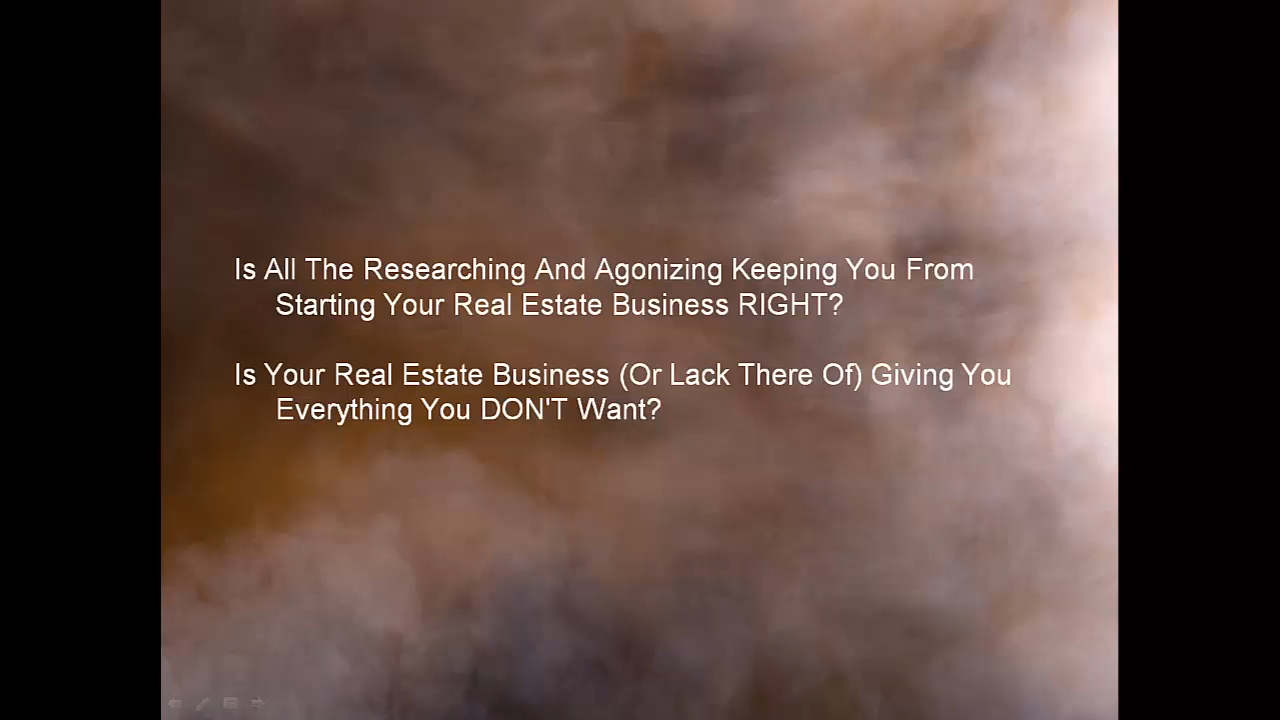 Is All The Researching And Agonizing Keeping You From
Starting Your Real Estate Business RIGHT?
Is Your Real Estate Business (Or Lack There Of) Giving You
Everything You DON'T Want?